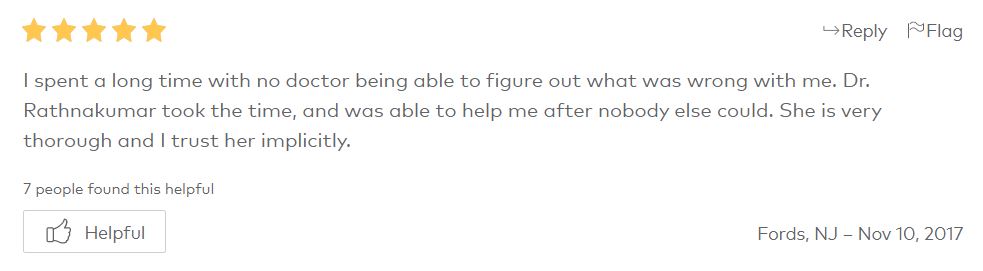 Reply Flag
I spent a long time with no doctor being able to figure out what was wrong with me. Dr.
Rathnakumar took the time, and was able to help me after nobody else could. She is very
thorough and I trust her implicitly.
7 people found this helpful
Helpful
Fords, NJ – Nov 10, 2017